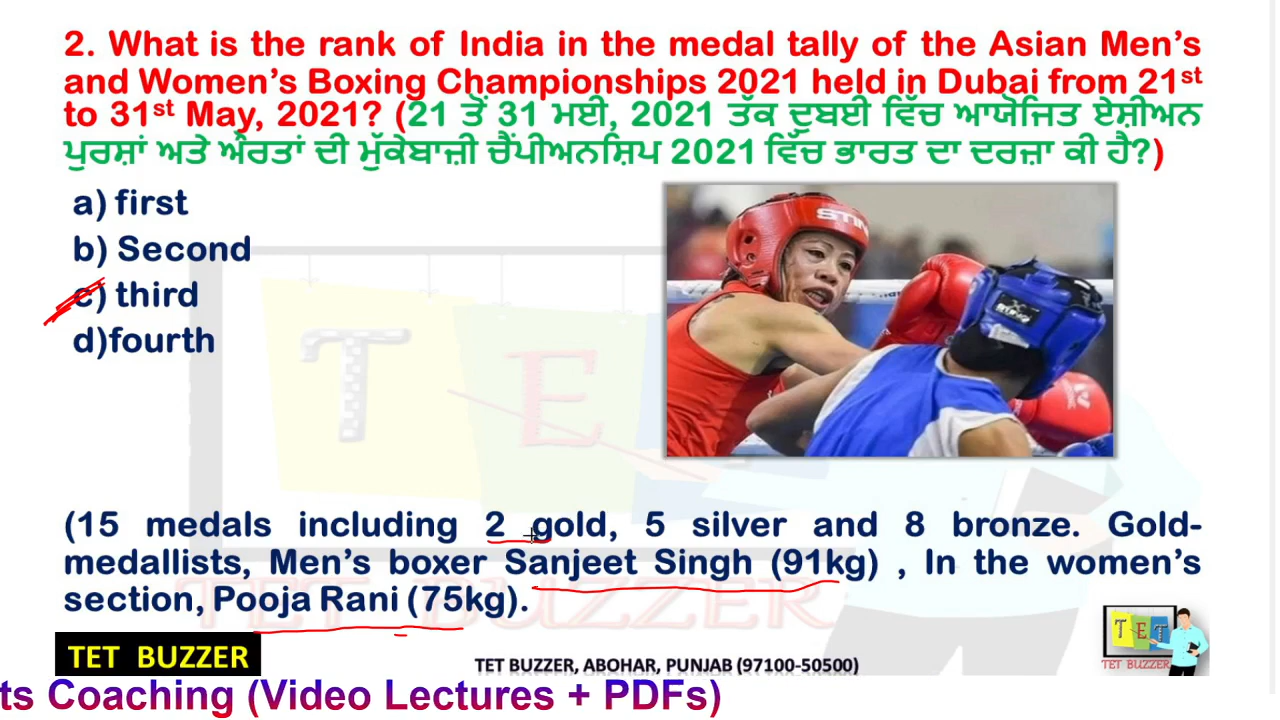 2. What is the rank of India in the medal tally of the Asian Men's
and Women's Boxing Championships 2021 held in Dubai from 21st
to 31st May, 2021? (21 ਤੋਂ 31 ਮਈ, 2021 ਤੱਕ ਦੁਬਈ ਵਿੱਚ ਆਯੋਜਿਤ ਏਸ਼ੀਅਨ
ਪੁਰਸ਼ਾਂ ਅਤੇ ਔਰਤਾਂ ਦੀ ਮੁੱਕੇਬਾਜ਼ੀ ਚੈਂਪੀਅਨਸ਼ਿਪ 2021 ਵਿੱਚ ਭਾਰਤ ਦਾ ਦਰਜ਼ਾ ਕੀ ਹੈ?)
a) first
b) Second
c) third
d)fourth
STING
TET
(15 medals including 2 gold, 5 silver and 8 bronze. Gold-
medallists, Men's boxer Sanjeet Singh (91kg) , In the women's
section, Pooja Rani (75kg).
TET BUZZER
TET BUZZER
TET BUZZER, ABOHAR, PUNJAB (97100-50500)
TET
TET BUZZER
ts Coaching (Video Lectures + PDFs)